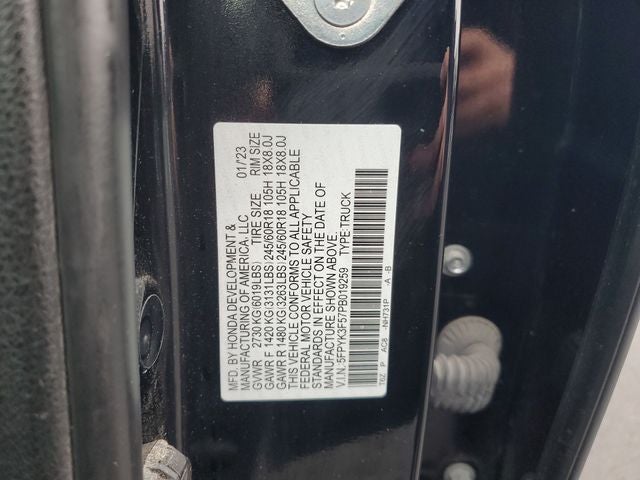 MFD. BY HONDA DEVELOPMENT &
MANUFACTURING OF AMERICA, LLC 01/'23
GVWR 2730 KG(6019LBS) TIRE SIZE RIM SIZE
GAWR F 1420 KG(3131LBS) 245/60R18 105H 18X8.0J
GAWR R 1480 KG(3263LBS) 245/60R18 105H 18X8.0J
THIS VEHICLE CONFORMS TO ALL APPLICABLE
FEDERAL MOTOR VEHICLE SAFETY
STANDARDS IN EFFECT ON THE DATE OF
MANUFACTURE SHOWN ABOVE.
V.I.N. 5FPYK3F57PB019259 TYPE:TRUCK
T6Z P AC8 -NH731P -A -B